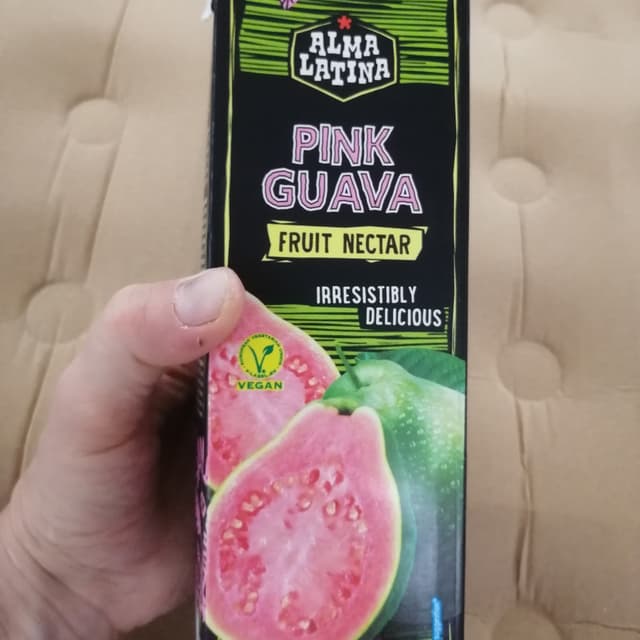 ALMA
LATINA
PINK
GUAVA
FRUIT NECTAR
IRRESISTIBLY
DELICIOUS
VEGAN